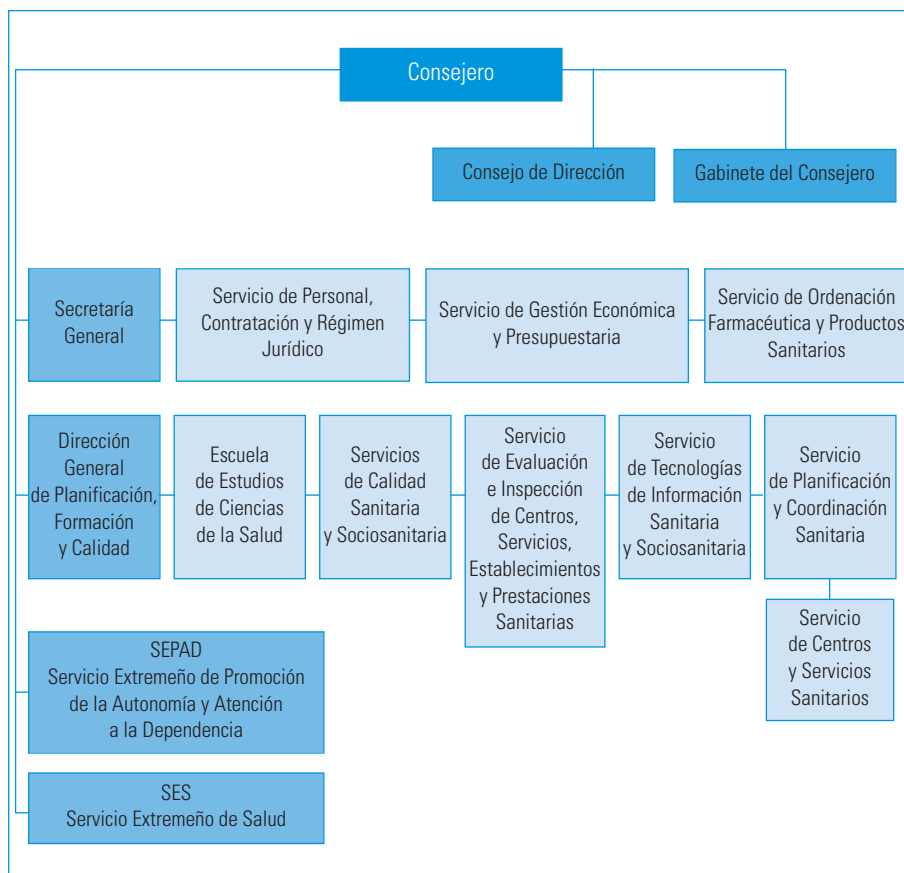 Consejero
Consejo de Dirección
Gabinete del Consejero
Secretaría
General
Servicio de Personal,
Contratación y Régimen
Jurídico
Servicio de Gestión Económica
y Presupuestaria
Servicio de Ordenación
Farmacéutica y Productos
Sanitarios
Dirección
General
de Planificación,
Formación
y Calidad
Escuela
de Estudios
de Ciencias
de la Salud
Servicios
de Calidad
Sanitaria
y Sociosanitaria
Servicio
de Evaluación
e Inspección
de Centros,
Servicios,
Establecimientos
y Prestaciones
Sanitarias
Servicio
de Tecnologías
de Información
Sanitaria
y Sociosanitaria
Servicio
de Planificación
y Coordinación
Sanitaria
Servicio
de Centros
y Servicios
Sanitarios
SEPAD
Servicio Extremeño de Promoción
de la Autonomía y Atención
a la Dependencia
SES
Servicio Extremeño de Salud